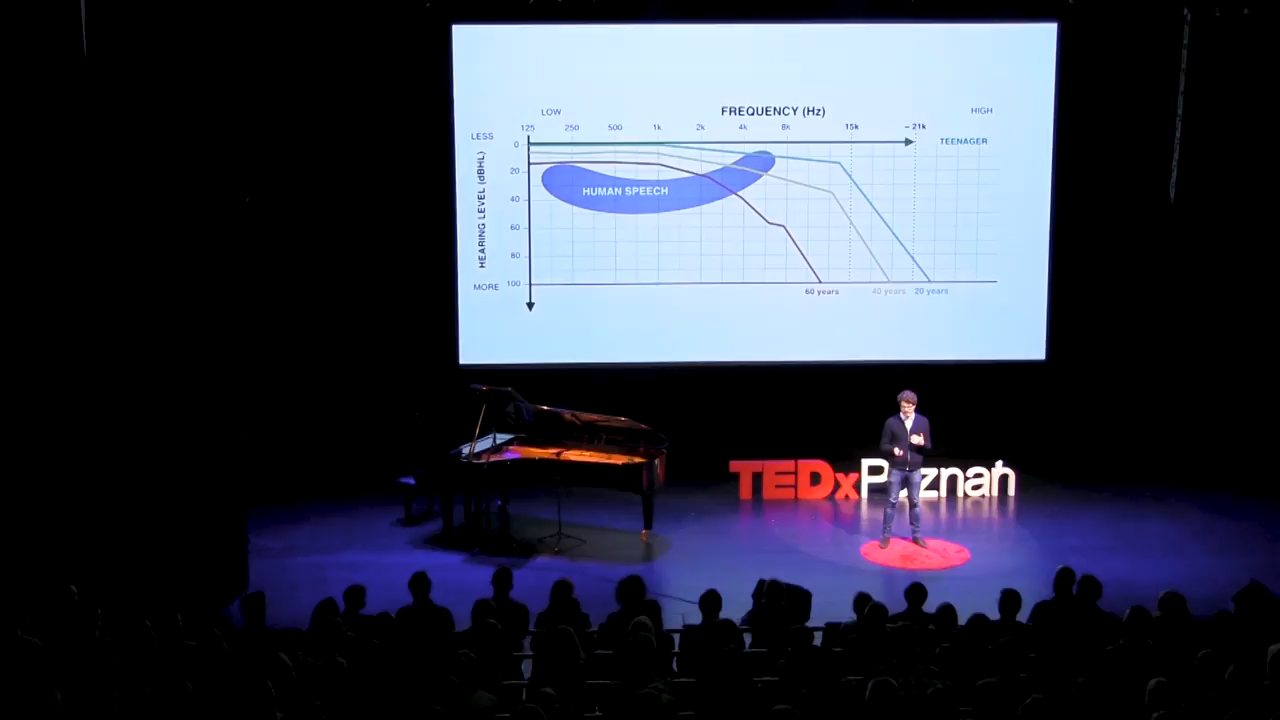 LOW FREQUENCY (Hz) HIGH
125 250 500 1k 2k 4k 8k 15k ~ 21k
LESS
0
TEENAGER
20
HUMAN SPEECH
40
60
80
MORE 100
HEARING LEVEL (dBHL)
60 years 40 years 20 years
TEDxPoznań